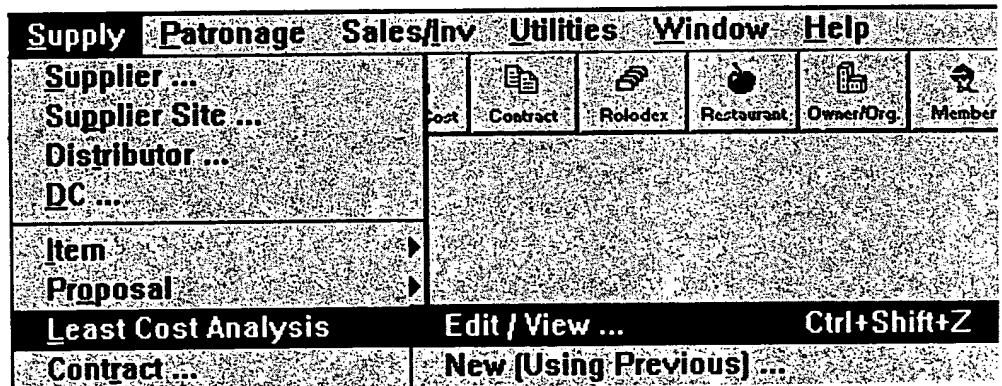 Supply Patronage Sales/Inv Utilities Window Help
Supplier ...
Supplier Site ...
Distributor ...
DC ...
Cost Contract Rolodex Restaurant Owner/Org. Member
Item
Proposal
Least Cost Analysis Edit / View ... Ctrl+Shift+Z
Contract ... New (Using Previous) ...